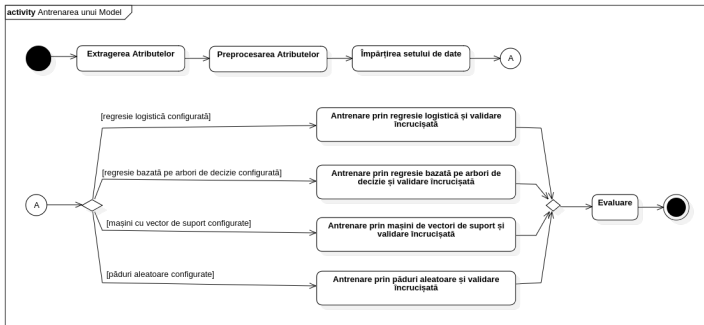 activity Antrenarea unui Model
Extragerea Atributelor
Preprocesarea Atributelor
Împărțirea setului de date
A
[regresie logistică configurată]
Antrenare prin regresie logistică și validare
încrucișată
[regresie bazată pe arbori de decizie configurată]
Antrenare prin regresie bazată pe arbori de
decizie și validare încrucișată
A
Evaluare
[mașini cu vector de suport configurate]
Antrenare prin mașini de vectori de suport și
validare încrucișată
[păduri aleatoare configurate]
Antrenare prin păduri aleatoare și validare
încrucișată